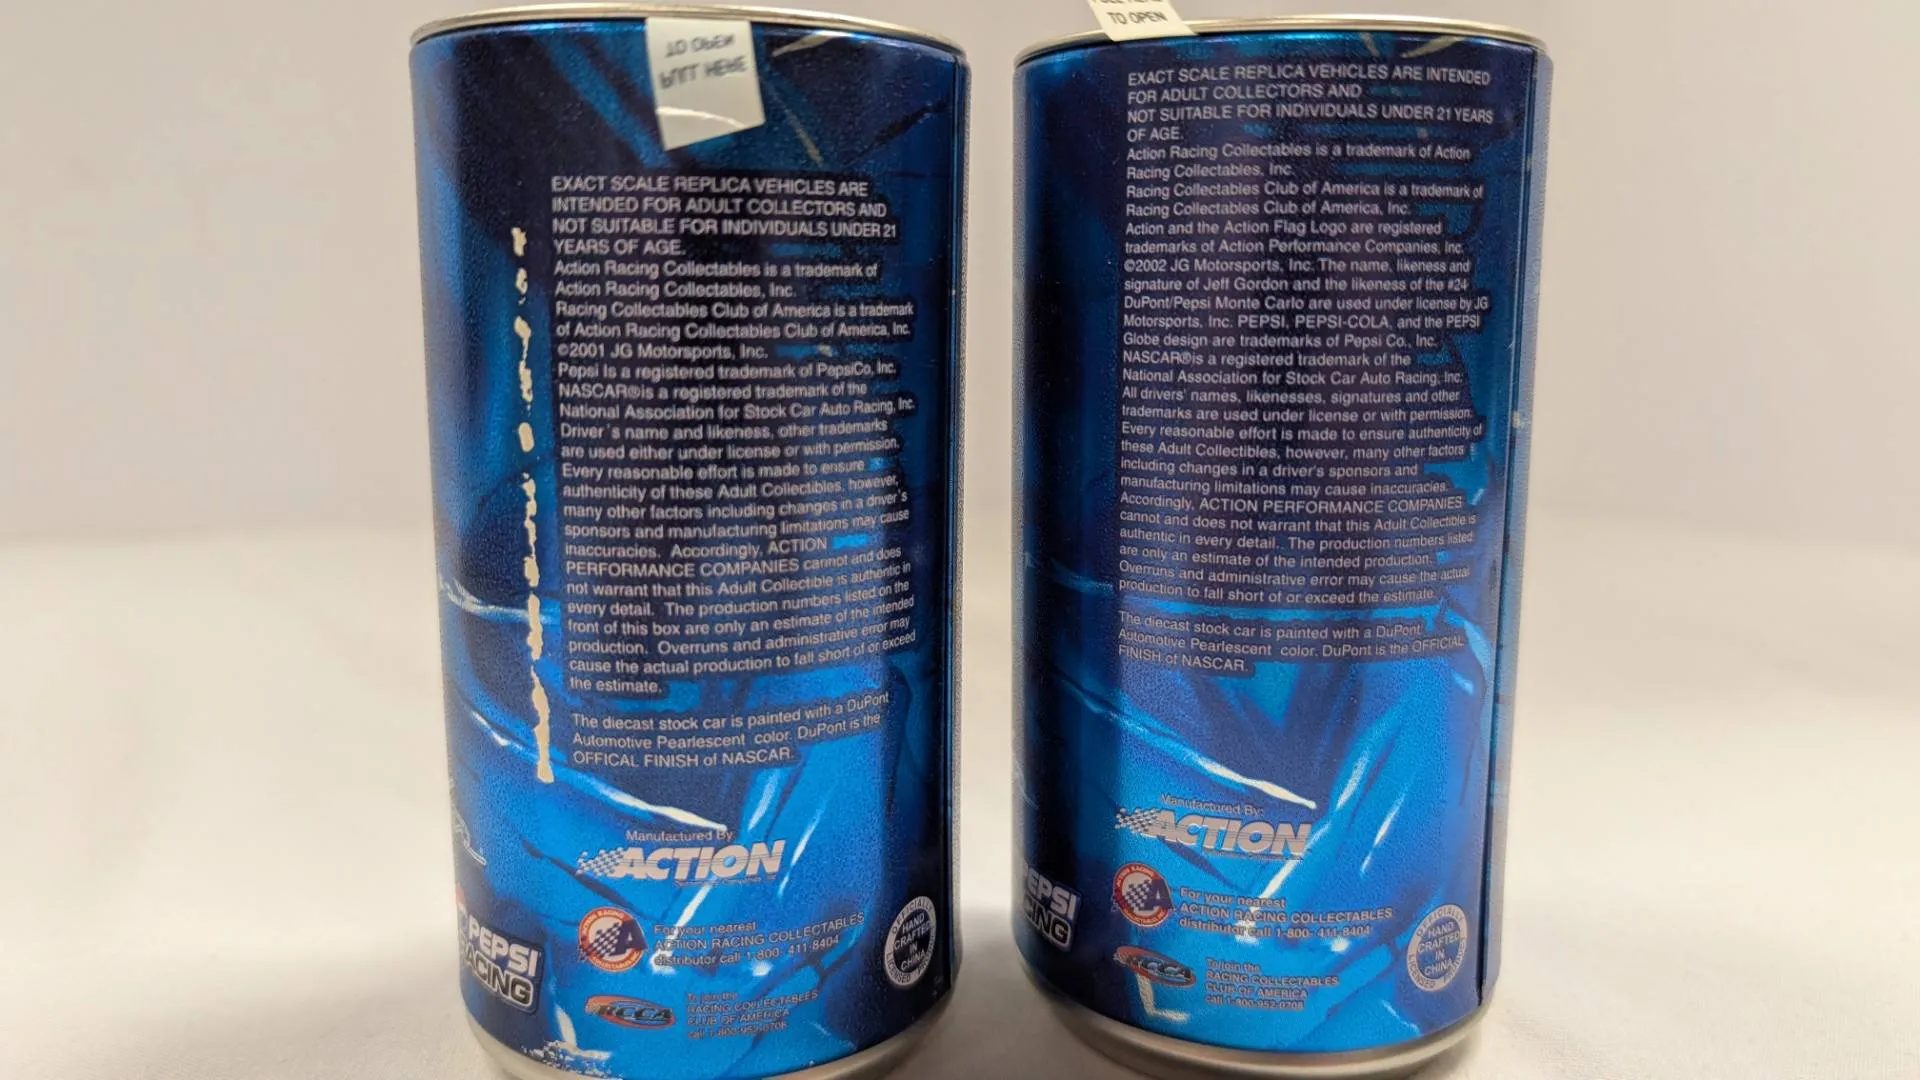 TO OPEN
PULL HERE
EXACT SCALE REPLICA VEHICLES ARE
INTENDED FOR ADULT COLLECTORS AND
NOT SUITABLE FOR INDIVIDUALS UNDER 21
YEARS OF AGE.
Action Racing Collectables is a trademark of
Action Racing Collectables, Inc.
Racing Collectables Club of America is a trademark
of Action Racing Collectables Club of America, Inc.
©2001 JG Motorsports, Inc.
Pepsi Is a registered trademark of PepsiCo, Inc.
NASCAR®is a registered trademark of the
National Association for Stock Car Auto Racing, Inc.
Driver's name and likeness, other trademarks
are used either under license or with permission.
Every reasonable effort is made to ensure
authenticity of these Adult Collectibles, however,
many other factors including changes in a driver's
sponsors and manufacturing limitations may cause
inaccuracies. Accordingly, ACTION
PERFORMANCE COMPANIES cannot and does
not warrant that this Adult Collectible is authentic in
every detail. The production numbers listed on the
front of this box are only an estimate of the intended
production. Overruns and administrative error may
cause the actual production to fall short of or exceed
the estimate.
The diecast stock car is painted with a DuPont
Automotive Pearlescent color. DuPont is the
OFFICAL FINISH of NASCAR.
Manufactured By:
ACTION
For your nearest
ACTION RACING COLLECTABLES
distributor call 1-800- 411-8404
OFFICIALLY
HAND
CRAFTED
IN
CHINA
LICENSED
PEPSI
RACING
RCCA
To join the
RACING COLLECTABLES
CLUB OF AMERICA
call 1-800-952-0708
TO OPEN
EXACT SCALE REPLICA VEHICLES ARE INTENDED
FOR ADULT COLLECTORS AND
NOT SUITABLE FOR INDIVIDUALS UNDER 21 YEARS
OF AGE.
Action Racing Collectables is a trademark of Action
Racing Collectables, Inc.
Racing Collectables Club of America is a trademark of
Racing Collectables Club of America, Inc.
Action and the Action Flag Logo are registered
trademarks of Action Performance Companies, Inc.
©2002 JG Motorsports, Inc. The name, likeness and
signature of Jeff Gordon and the likeness of the #24
DuPont/Pepsi Monte Carlo are used under license by JG
Motorsports, Inc. PEPSI, PEPSI-COLA, and the PEPSI
Globe design are trademarks of Pepsi Co., Inc.
NASCAR®is a registered trademark of the
National Association for Stock Car Auto Racing, Inc.
All drivers' names, likenesses, signatures and other
trademarks are used under license or with permission.
Every reasonable effort is made to ensure authenticity of
these Adult Collectibles, however, many other factors
including changes in a driver's sponsors and
manufacturing limitations may cause inaccuracies.
Accordingly, ACTION PERFORMANCE COMPANIES
cannot and does not warrant that this Adult Collectible is
authentic in every detail. The production numbers listed
are only an estimate of the intended production.
Overruns and administrative error may cause the actual
production to fall short of or exceed the estimate.
The diecast stock car is painted with a DuPont
Automotive Pearlescent color. DuPont is the OFFICIAL
FINISH of NASCAR.
Manufactured By:
ACTION
For your nearest
ACTION RACING COLLECTABLES
distributor call 1-800- 411-8404
OFFICIALLY
HAND
CRAFTED
IN
CHINA
LICENSED
EPSI
CING
RCCA
To join the
RACING COLLECTABLES
CLUB OF AMERICA
call 1-800-952-0708